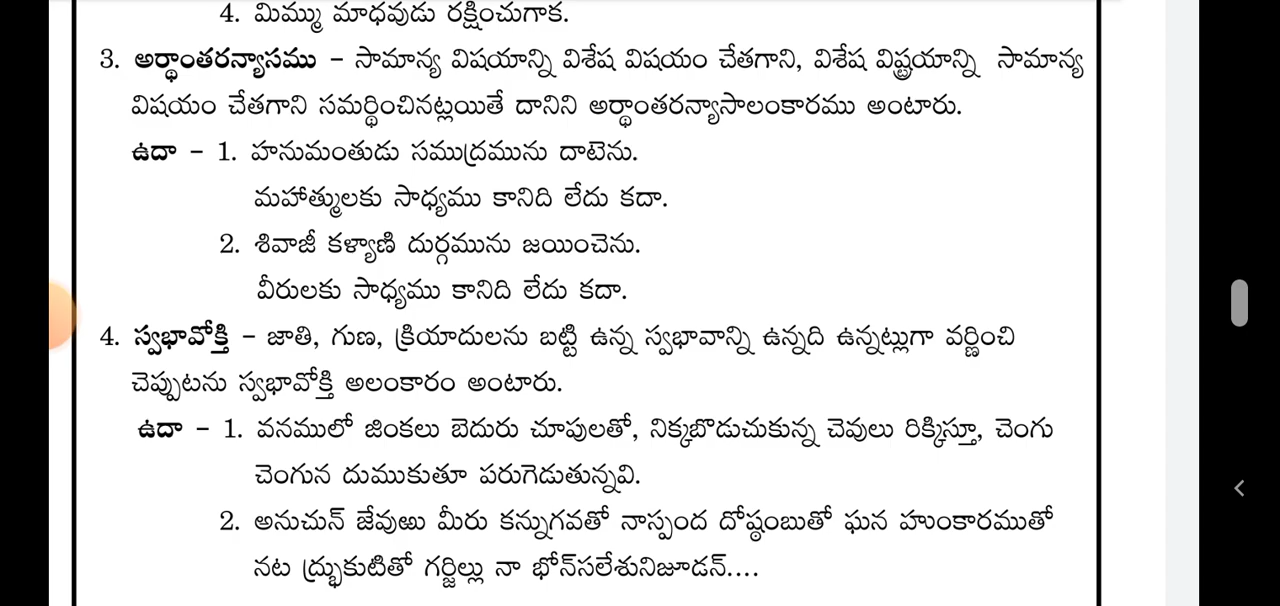 4. మిమ్ము మాధవుడు రక్షించుగాక.
3. అర్థాంతరన్యాసము – సామాన్య విషయాన్ని విశేష విషయం చేతగాని, విశేష విష్టయాన్ని సామాన్య
విషయం చేతగాని సమర్థించినట్లయితే దానిని అర్థాంతరన్యాసాలంకారము అంటారు.
ఉదా – 1. హనుమంతుడు సముద్రమును దాటెను.
మహాత్ములకు సాధ్యము కానిది లేదు కదా.
2. శివాజీ కళ్యాణి దుర్గమును జయించెను.
వీరులకు సాధ్యము కానిది లేదు కదా.
4. స్వభావోక్తి – జాతి, గుణ, క్రియాదులను బట్టి ఉన్న స్వభావాన్ని ఉన్నది ఉన్నట్లుగా వర్ణించి
చెప్పుటను స్వభావోక్తి అలంకారం అంటారు.
ఉదా – 1. వనములో జింకలు బెదురు చూపులతో, నిక్కబొడుచుకున్న చెవులు రిక్కిస్తూ, చెంగు
చెంగున దుముకుతూ పరుగెడుతున్నవి.
2. అనుచున్ జేవుఱు మీరు కన్నుగవతో నాస్పంద దోష్ఠంబుతో ఘన హుంకారముతో
నట ద్భ్రుకుటితో గర్జిల్లు నా భోన్‌సలేశునిజూడన్....